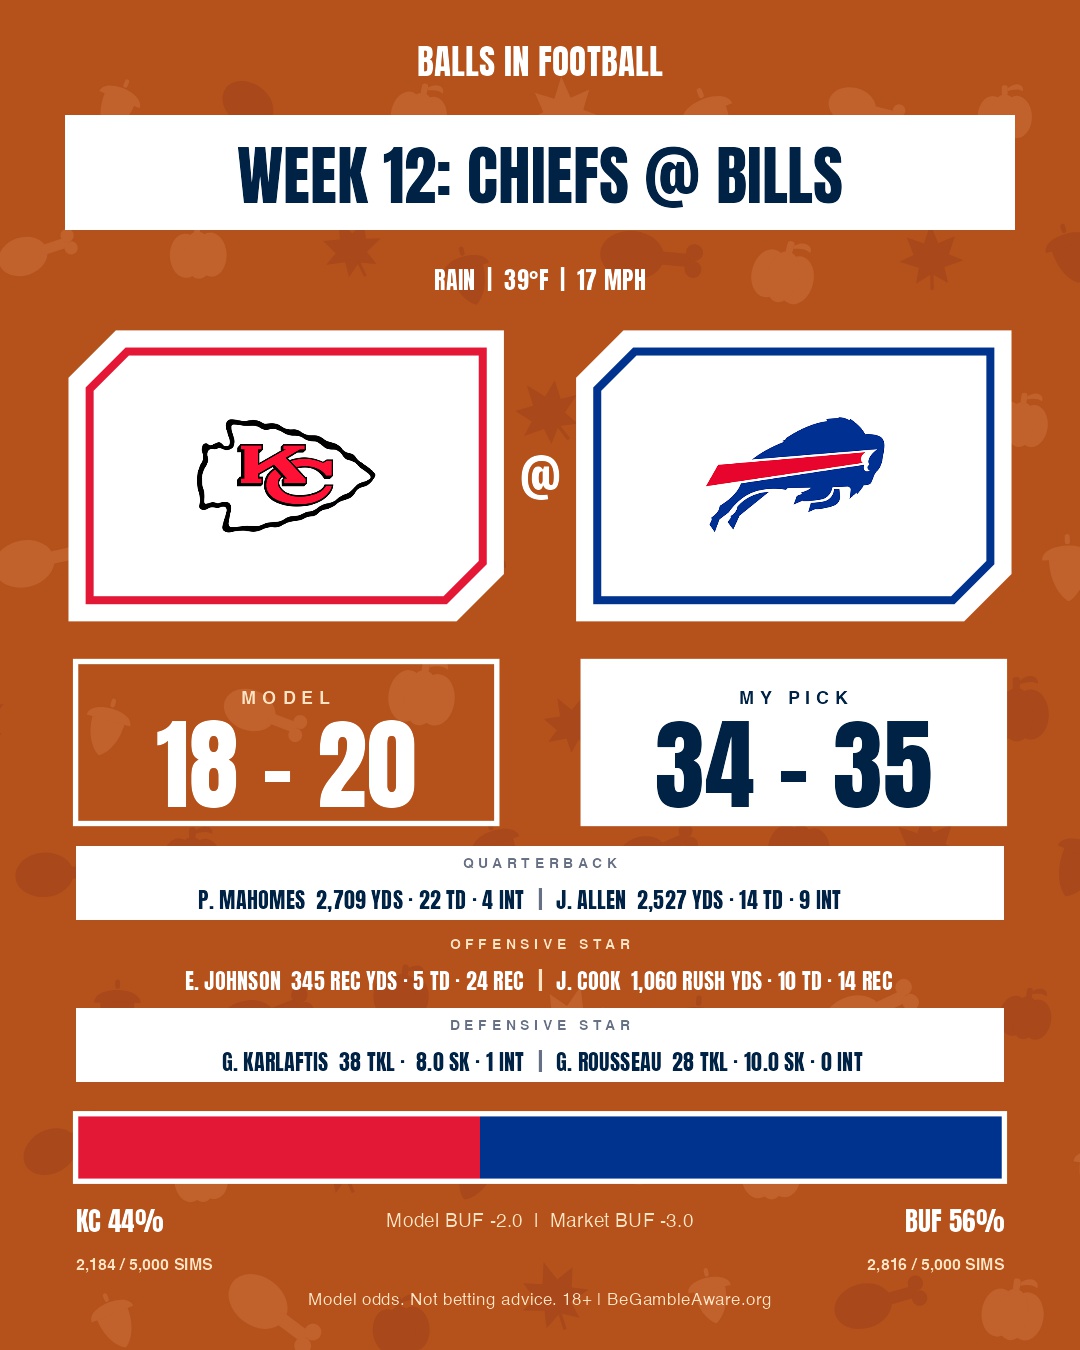 BALLS IN FOOTBALL
WEEK 12: CHIEFS @ BILLS
RAIN | 39°F | 17 MPH
KC
@
MODEL
18 - 20
MY PICK
34 - 35
QUARTERBACK
P. MAHOMES 2,709 YDS · 22 TD · 4 INT | J. ALLEN 2,527 YDS · 14 TD · 9 INT
OFFENSIVE STAR
E. JOHNSON 345 REC YDS · 5 TD · 24 REC | J. COOK 1,060 RUSH YDS · 10 TD · 14 REC
DEFENSIVE STAR
G. KARLAFTIS 38 TKL · 8.0 SK · 1 INT | G. ROUSSEAU 28 TKL · 10.0 SK · 0 INT
KC 44%
Model BUF -2.0 | Market BUF -3.0
BUF 56%
2,184 / 5,000 SIMS
2,816 / 5,000 SIMS
Model odds. Not betting advice. 18+ | BeGambleAware.org